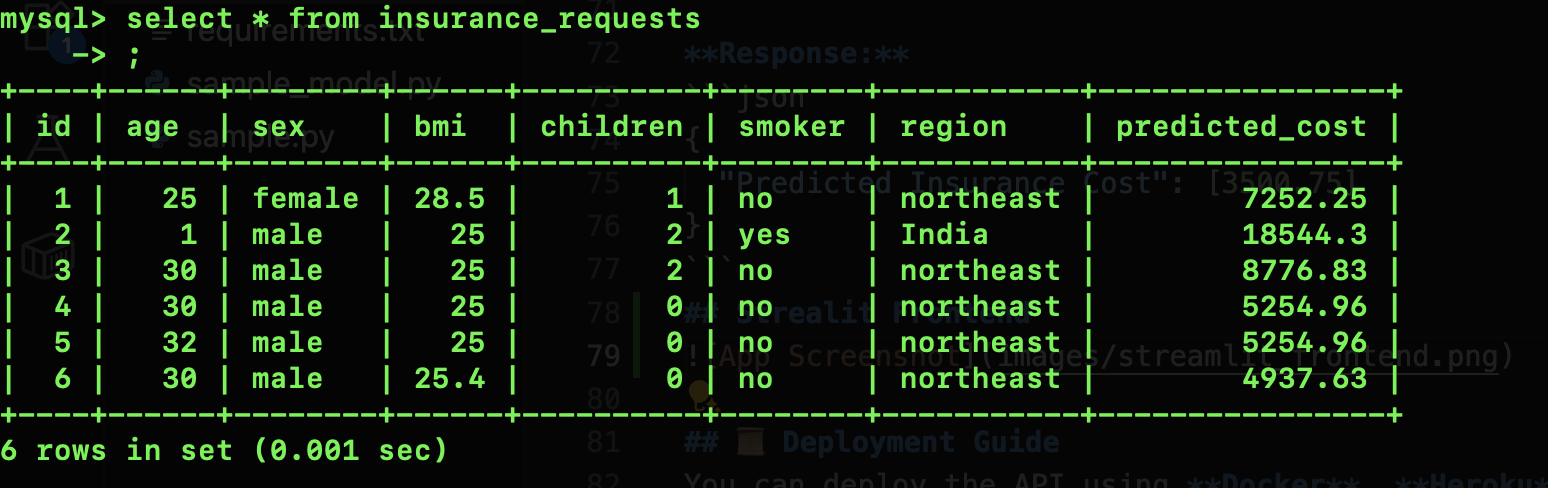 mysql> select * from insurance_requests
    -> ;
+----+------+--------+------+----------+--------+-----------+----------------+
| id | age  | sex    | bmi  | children | smoker | region    | predicted_cost |
+----+------+--------+------+----------+--------+-----------+----------------+
|  1 |   25 | female | 28.5 |        1 | no     | northeast |        7252.25 |
|  2 |    1 | male   |   25 |        2 | yes    | India     |        18544.3 |
|  3 |   30 | male   |   25 |        2 | no     | northeast |        8776.83 |
|  4 |   30 | male   |   25 |        0 | no     | northeast |        5254.96 |
|  5 |   32 | male   |   25 |        0 | no     | northeast |        5254.96 |
|  6 |   30 | male   | 25.4 |        0 | no     | northeast |        4937.63 |
+----+------+--------+------+----------+--------+-----------+----------------+
6 rows in set (0.001 sec)
requirements.txt
sample_model.py
sample.py
1
72 **Response:**
73 ```json
74 {
75 "Predicted Insurance Cost": [3500.75]
76 }
77 ```
78 ## Strealit Frontend
79 ![App Screenshot](images/streamlit_frontend.png)
80
81 ## Deployment Guide
82 You can deploy the API using **Docker**, **Heroku*